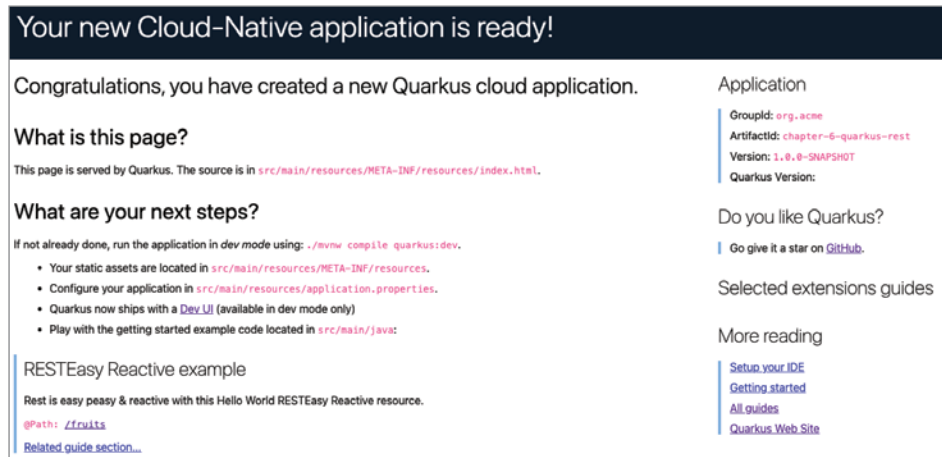 Your new Cloud-Native application is ready!
Congratulations, you have created a new Quarkus cloud application.
What is this page?
This page is served by Quarkus. The source is in src/main/resources/META-INF/resources/index.html.
What are your next steps?
If not already done, run the application in dev mode using: ./mvnw compile quarkus:dev.
• Your static assets are located in src/main/resources/META-INF/resources.
• Configure your application in src/main/resources/application.properties.
• Quarkus now ships with a Dev UI (available in dev mode only)
• Play with the getting started example code located in src/main/java:
RESTEasy Reactive example
Rest is easy peasy & reactive with this Hello World RESTEasy Reactive resource.
@Path: /fruits
Related guide section...
Application
GroupId: org.acme
ArtifactId: chapter-6-quarkus-rest
Version: 1.0.0-SNAPSHOT
Quarkus Version:
Do you like Quarkus?
Go give it a star on GitHub.
Selected extensions guides
More reading
Setup your IDE
Getting started
All guides
Quarkus Web Site